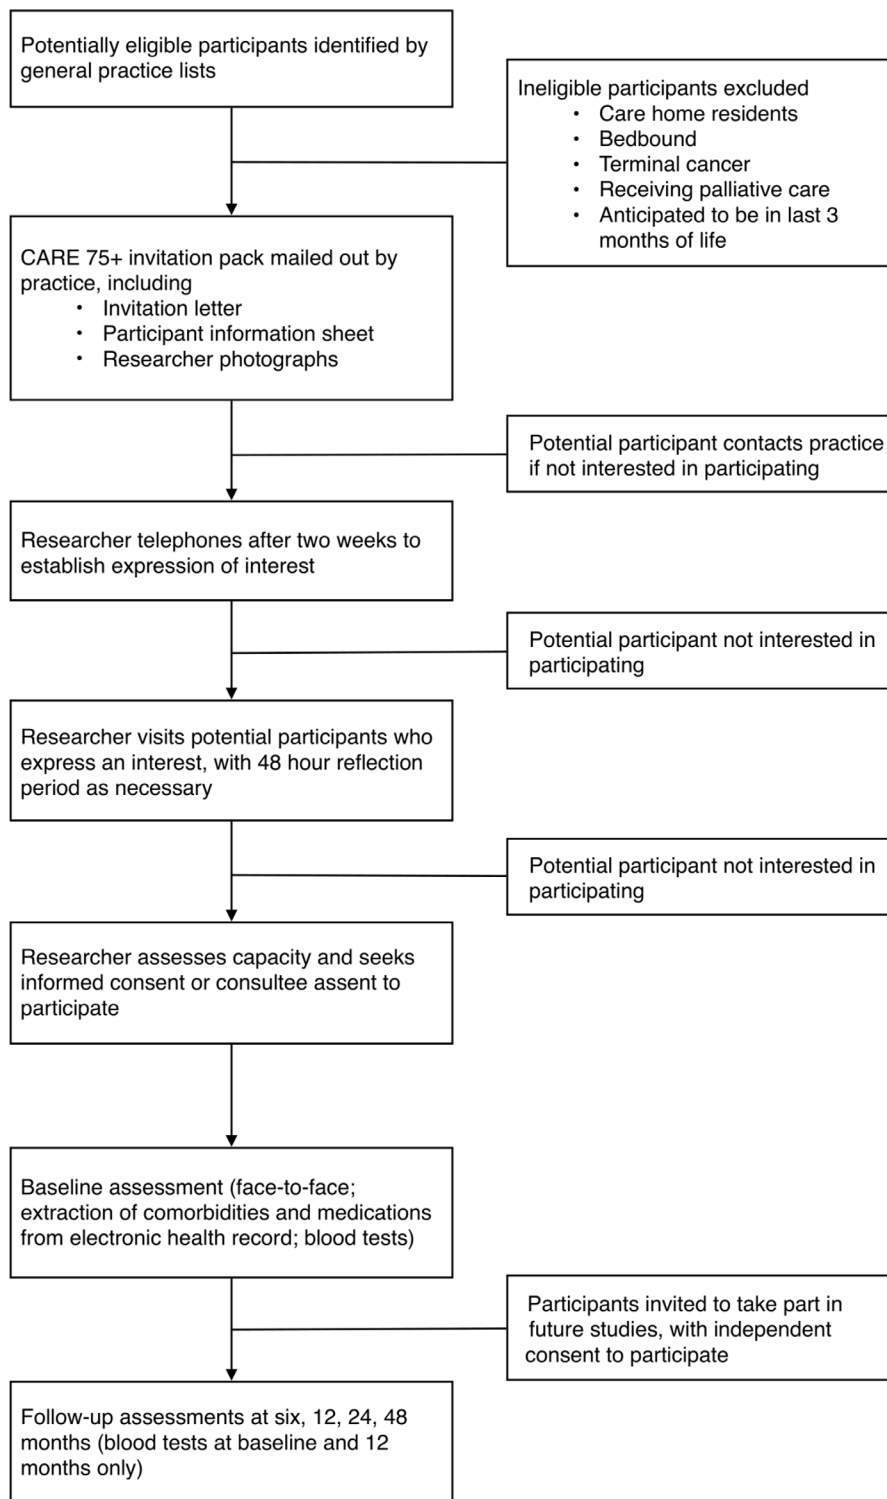 Potentially eligible participants identified by
general practice lists
Ineligible participants excluded
• Care home residents
• Bedbound
• Terminal cancer
• Receiving palliative care
• Anticipated to be in last 3
months of life
CARE 75+ invitation pack mailed out by
practice, including
• Invitation letter
• Participant information sheet
• Researcher photographs
Potential participant contacts practice
if not interested in participating
Researcher telephones after two weeks to
establish expression of interest
Potential participant not interested in
participating
Researcher visits potential participants who
express an interest, with 48 hour reflection
period as necessary
Potential participant not interested in
participating
Researcher assesses capacity and seeks
informed consent or consultee assent to
participate
Baseline assessment (face-to-face;
extraction of comorbidities and medications
from electronic health record; blood tests)
Participants invited to take part in
future studies, with independent
consent to participate
Follow-up assessments at six, 12, 24, 48
months (blood tests at baseline and 12
months only)